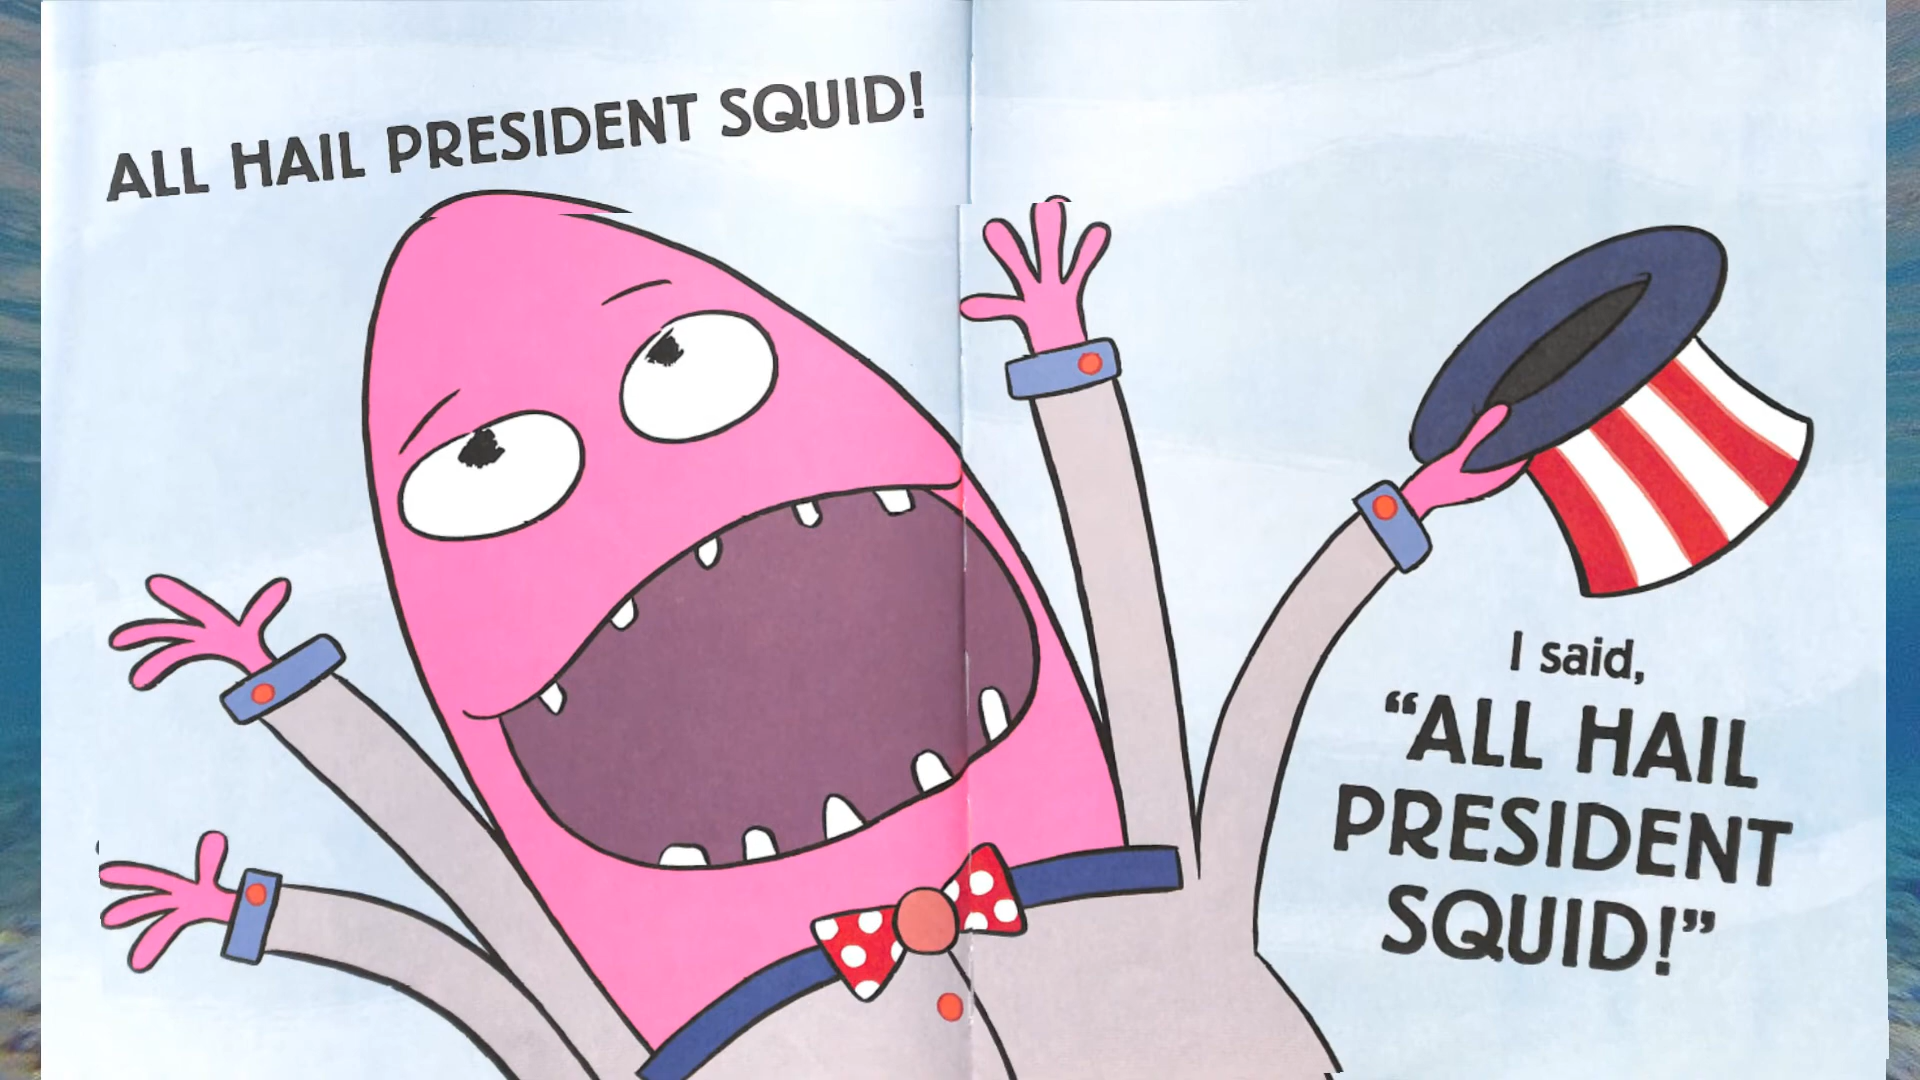 ALL HAIL PRESIDENT SQUID!
I said,
“ALL HAIL
PRESIDENT
SQUID!”